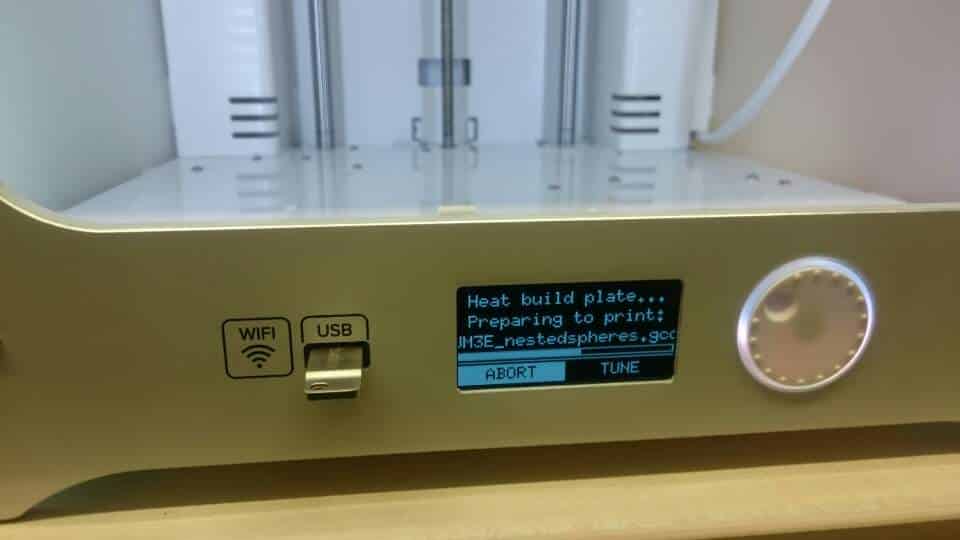 WIFI
USB
Heat build plate...
Preparing to print:
UM3E_nestedspheres.gco
ABORT
TUNE